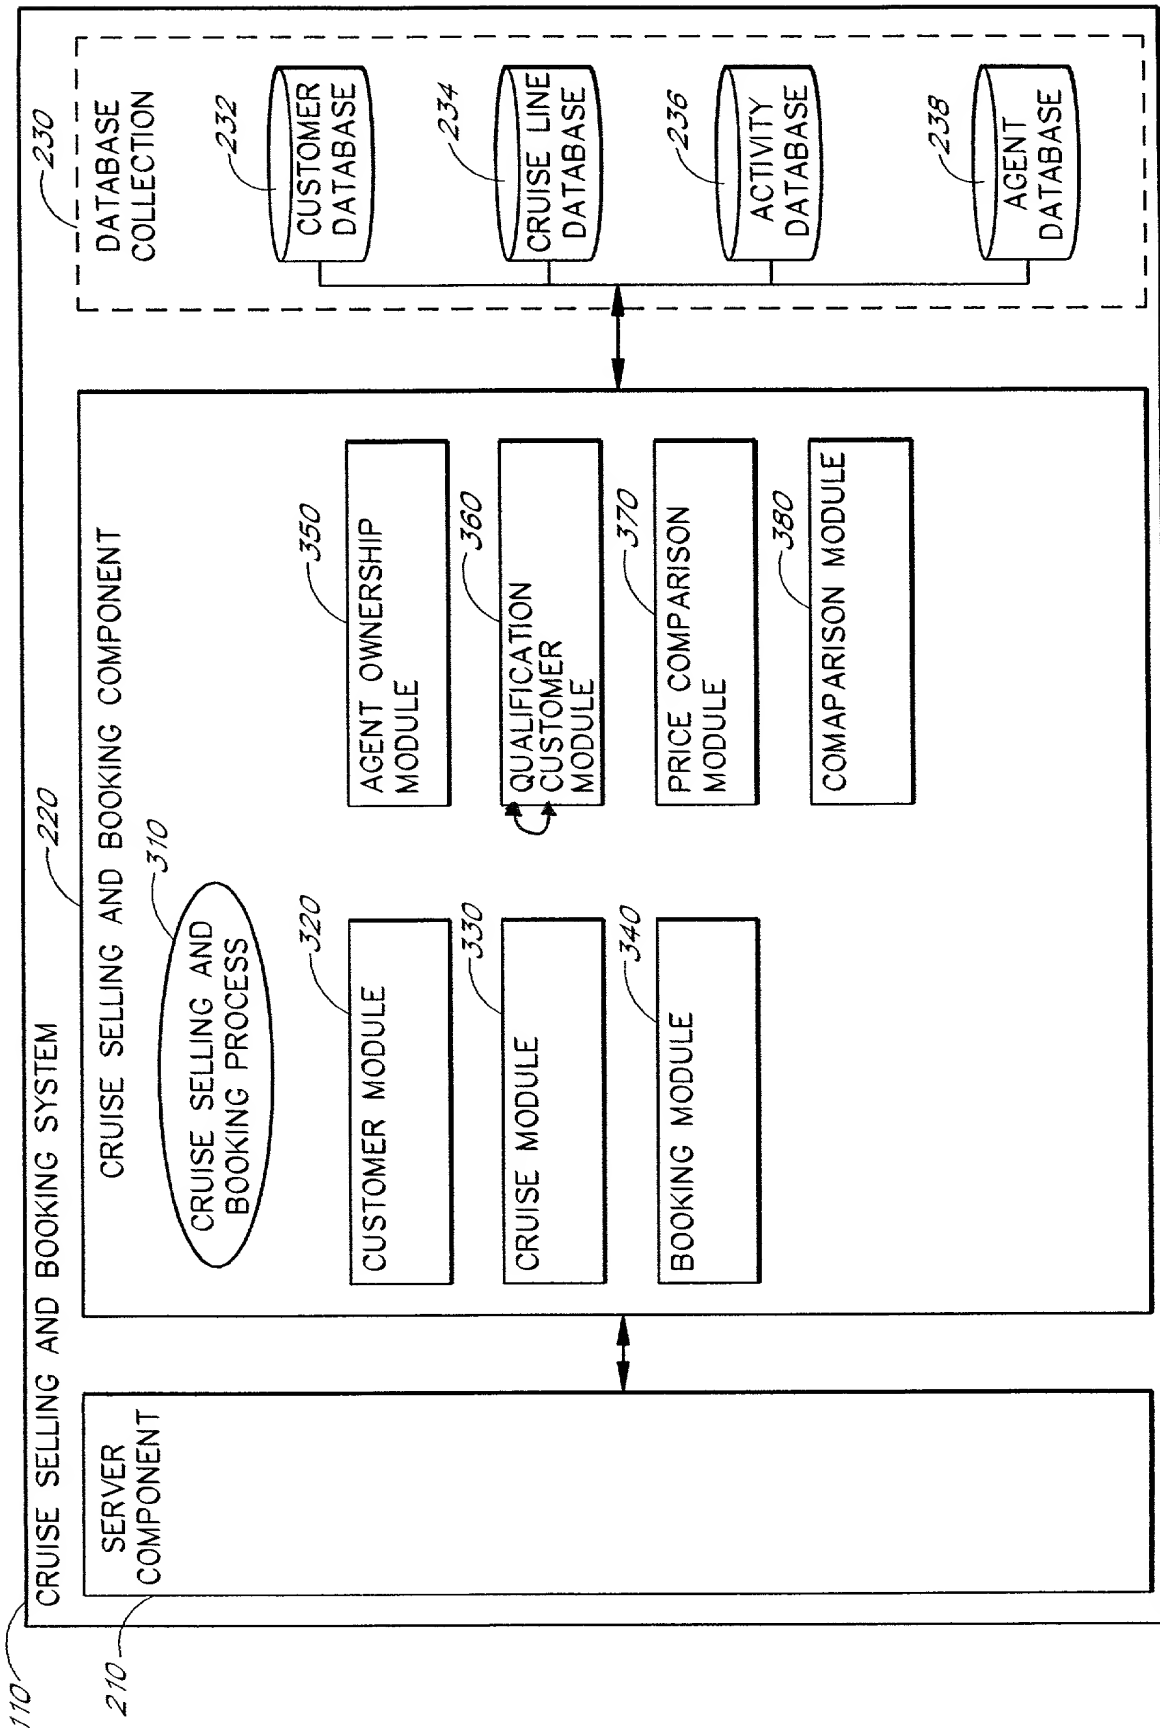 110
CRUISE SELLING AND BOOKING SYSTEM
210
SERVER
COMPONENT
220
CRUISE SELLING AND BOOKING COMPONENT
310
CRUISE SELLING AND
BOOKING PROCESS
320
CUSTOMER MODULE
330
CRUISE MODULE
340
BOOKING MODULE
350
AGENT OWNERSHIP
MODULE
360
QUALIFICATION
CUSTOMER
MODULE
370
PRICE COMPARISON
MODULE
380
COMAPARISON MODULE
230
DATABASE
COLLECTION
232
CUSTOMER
DATABASE
234
CRUISE LINE
DATABASE
236
ACTIVITY
DATABASE
238
AGENT
DATABASE